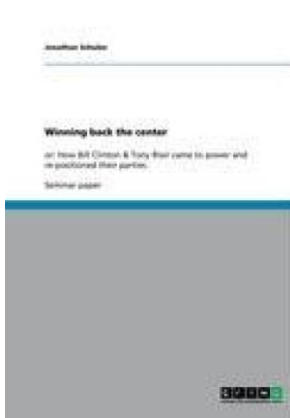 Jonathan Schulze
Winning back the center
or: How Bill Clinton & Tony Blair came to power and
re-positioned their parties
Seminar paper
GRIN